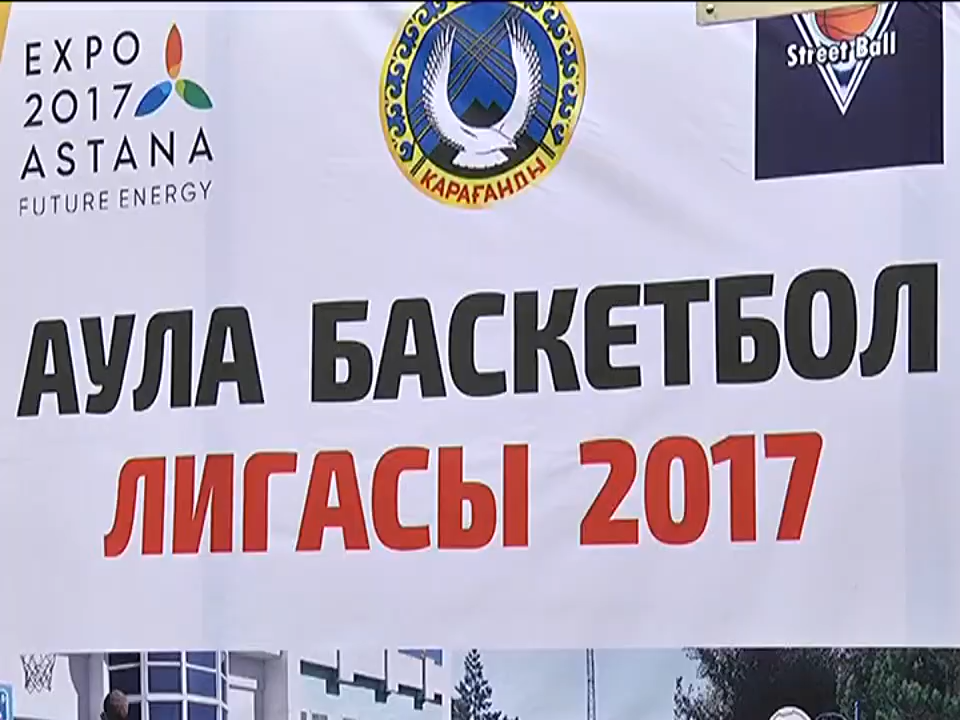 EXPO
2017
ASTANA
FUTURE ENERGY
КАРАҒАНДЫ
Street Ball
АУЛА БАСКЕТБОЛ
ЛИГАСЫ 2017